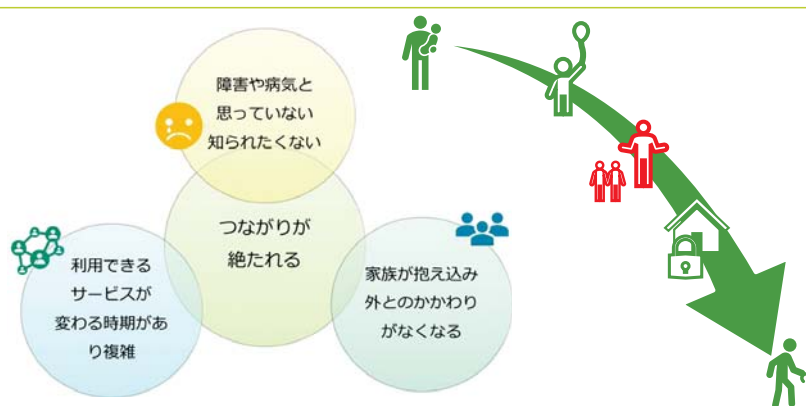 障害や病気と
思っていない
知られたくない
つながりが
絶たれる
利用できる
サービスが
変わる時期があ
り複雑
家族が抱え込み
外とのかかわり
がなくなる